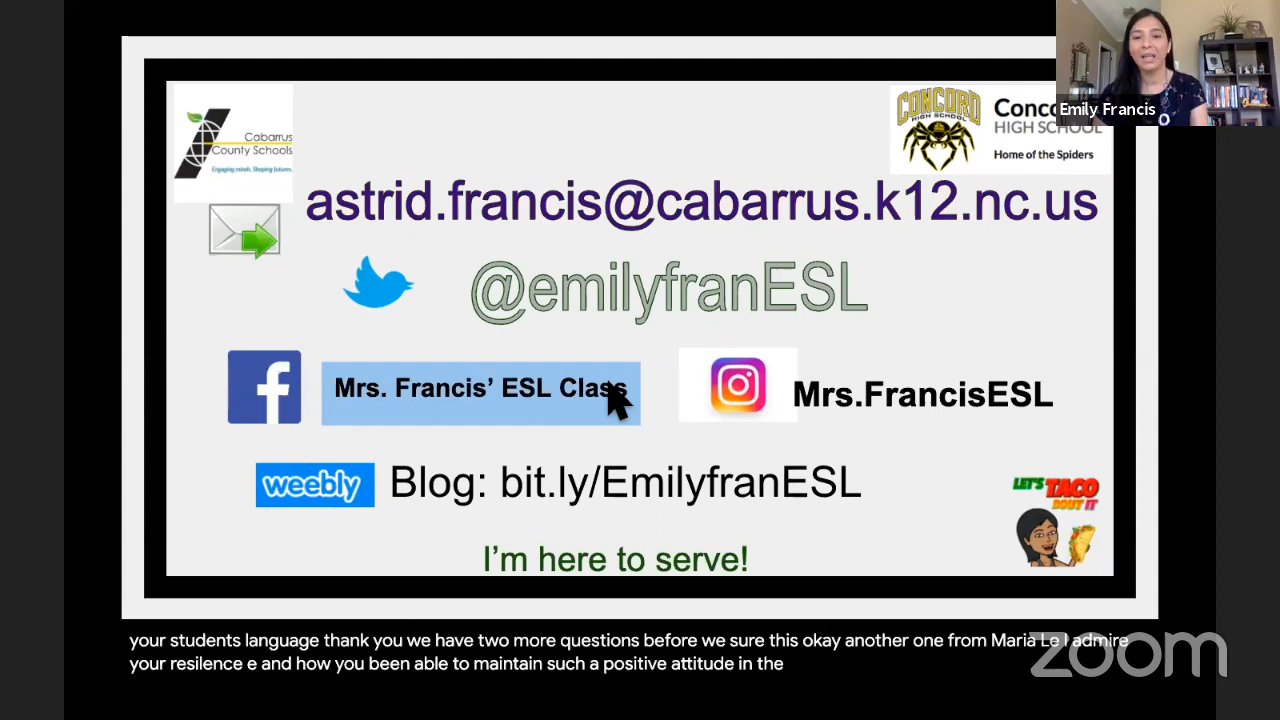 Emily Francis
Cabarrus
County Schools
Engaging minds. Shaping futures.
CONCORD
HIGH SCHOOL
Conco
HIGH SCHOOL
Home of the Spiders
astrid.francis@cabarrus.k12.nc.us
@emilyfranESL
f
Mrs. Francis’ ESL Class
Mrs.FrancisESL
weebly
Blog: bit.ly/EmilyfranESL
LET'S TACO
BOUT IT
I’m here to serve!
your students language thank you we have two more questions before we sure this okay another one from Maria Le I admire
your resilence e and how you been able to maintain such a positive attitude in the
zoom